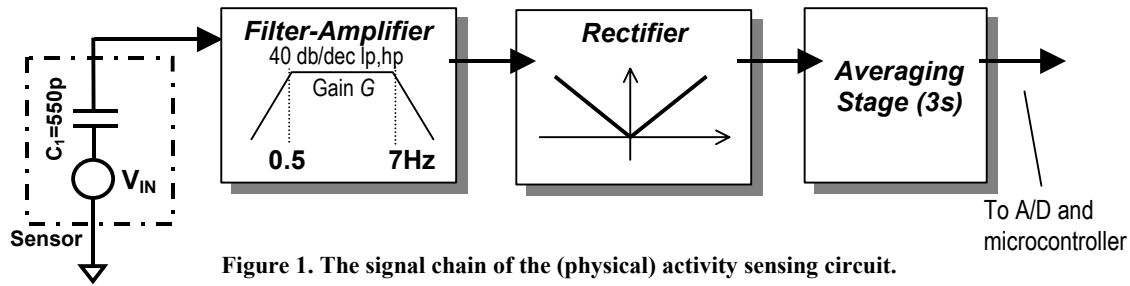 Filter-Amplifier
40 db/dec lp,hp
Gain G
0.5 7Hz
Rectifier
Averaging
Stage (3s)
C₁=550p
V_IN
Sensor
To A/D and
microcontroller
Figure 1. The signal chain of the (physical) activity sensing circuit.